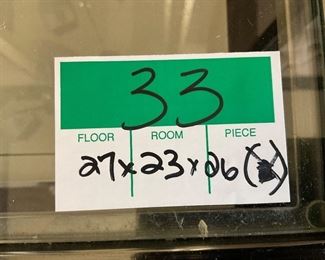 33
FLOOR ROOM PIECE
27x23x26( )